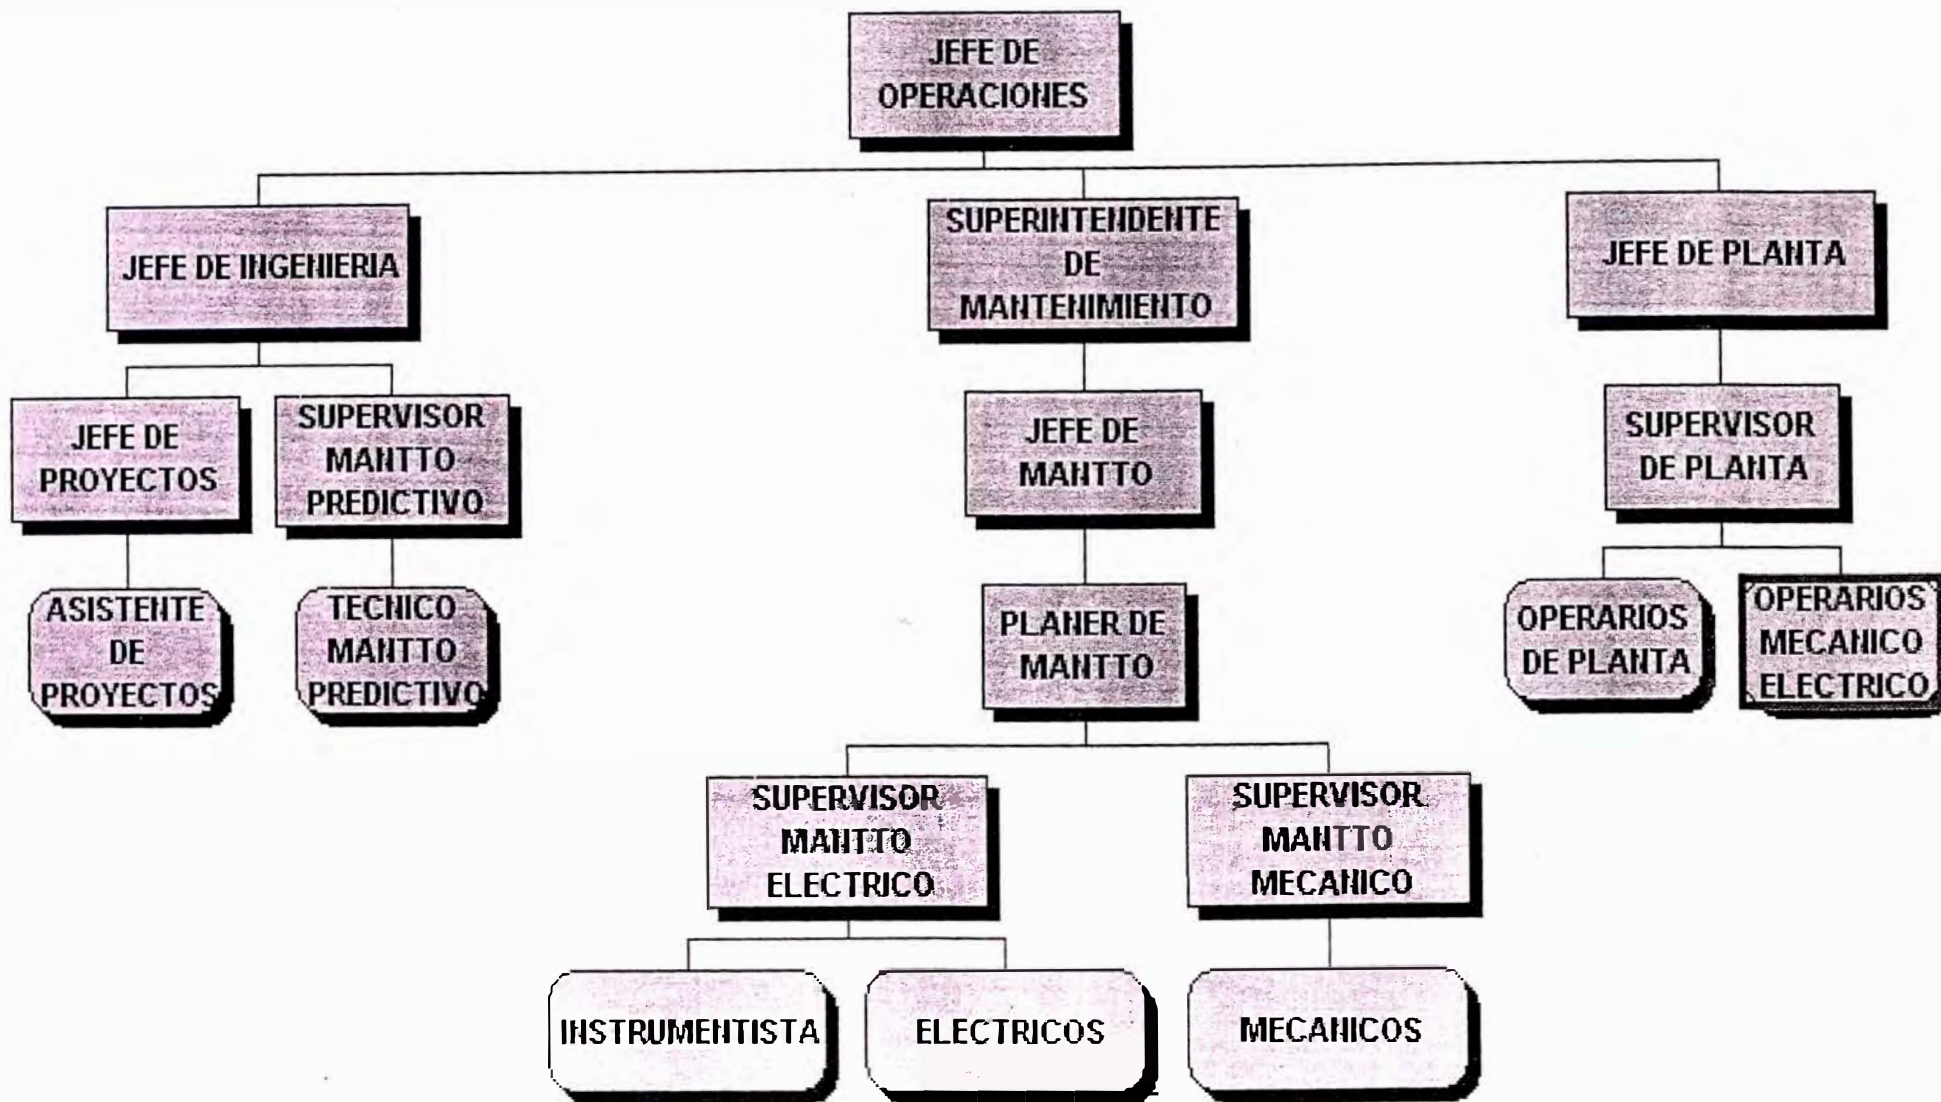 JEFE DE
OPERACIONES
JEFE DE INGENIERIA
SUPERINTENDENTE
DE
MANTENIMIENTO
JEFE DE PLANTA
JEFE DE
PROYECTOS
SUPERVISOR
MANTTO
PREDICTIVO
JEFE DE
MANTTO
SUPERVISOR
DE PLANTA
ASISTENTE
DE
PROYECTOS
TECNICO
MANTTO
PREDICTIVO
PLANER DE
MANTTO
OPERARIOS
DE PLANTA
OPERARIOS
MECANICO
ELECTRICO
SUPERVISOR
MANTTO
ELECTRICO
SUPERVISOR
MANTTO
MECANICO
INSTRUMENTISTA
ELECTRICOS
MECANICOS